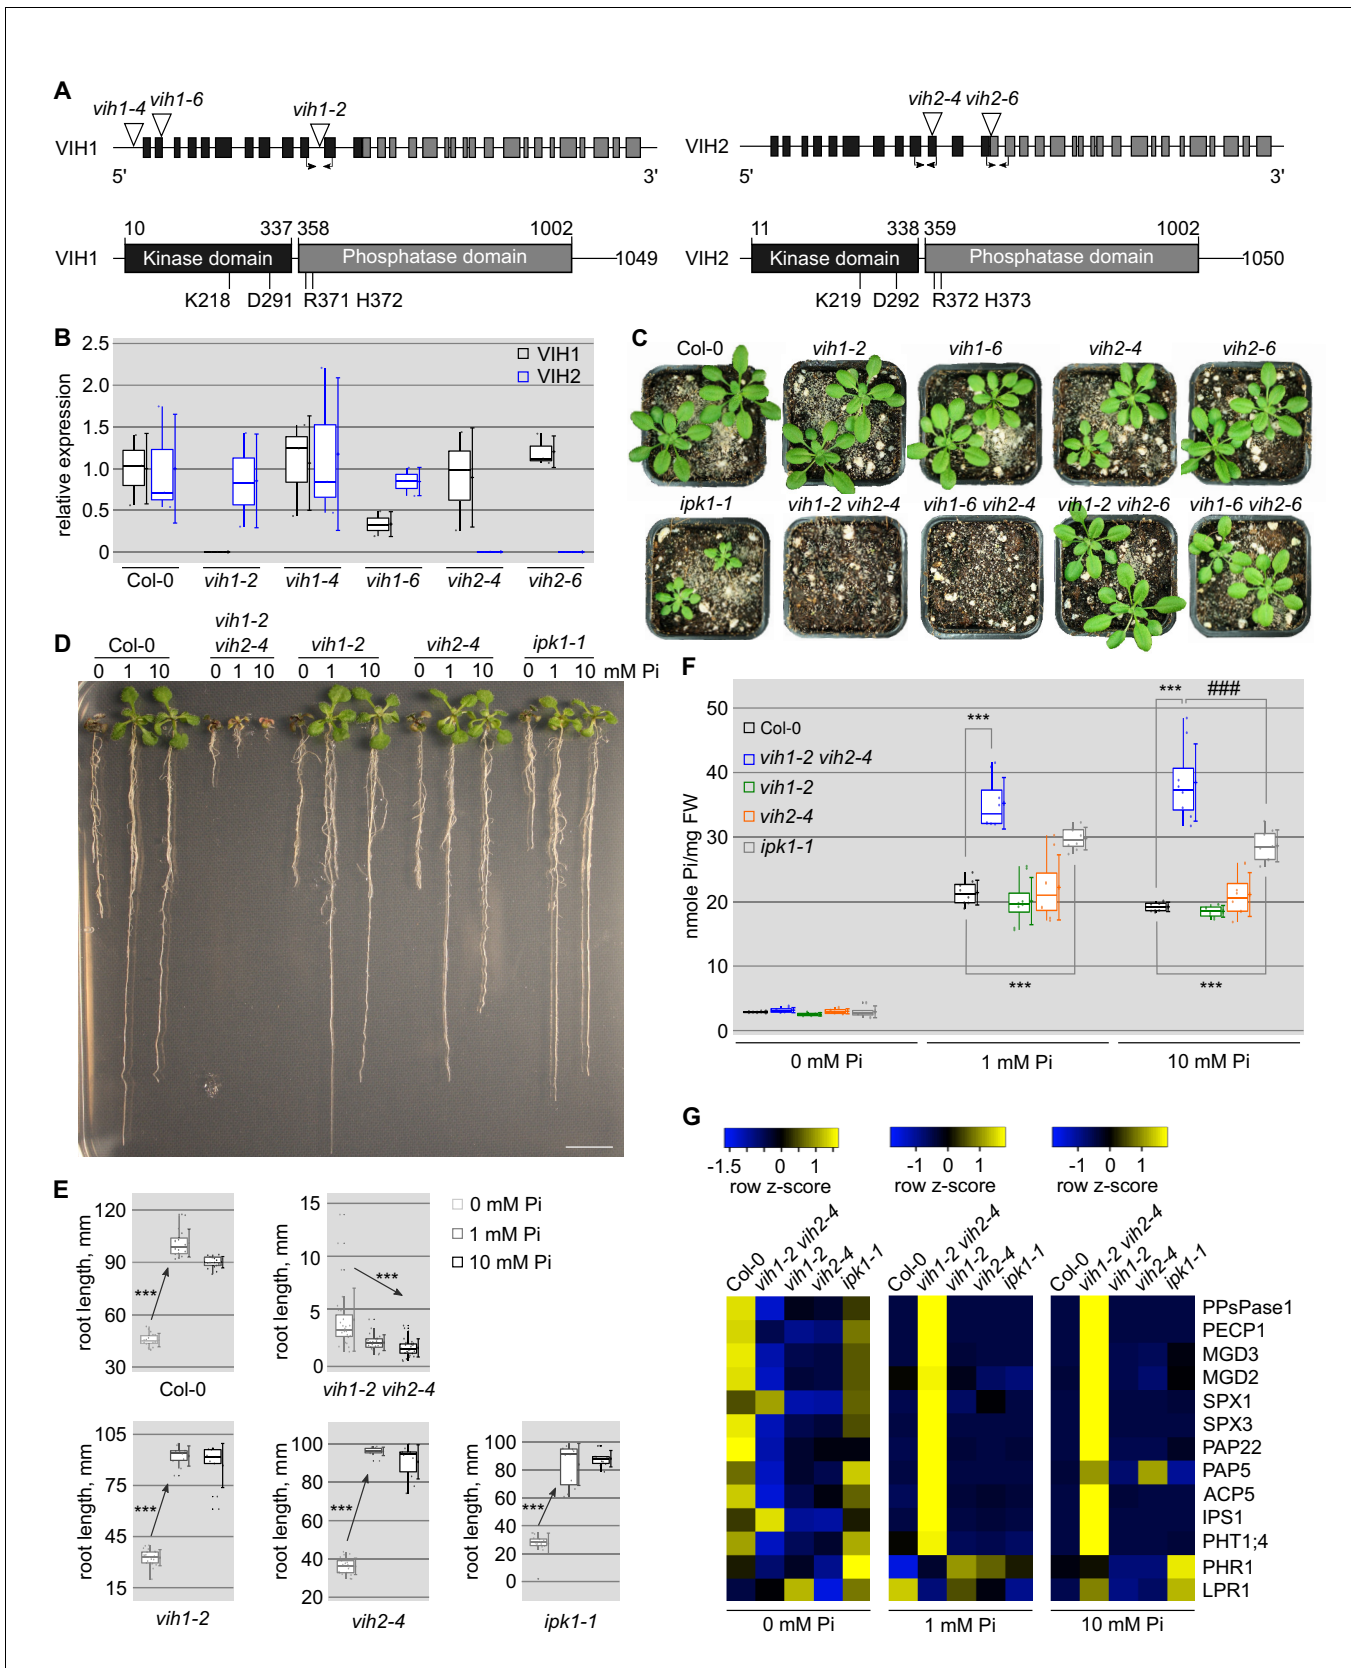 A
vih1-4 vih1-6 vih1-2
VIH1
5' 3'
vih2-4 vih2-6
VIH2
5' 3'
10 337 358 1002
VIH1 Kinase domain Phosphatase domain 1049
K218 D291 R371 H372
11 338 359 1002
VIH2 Kinase domain Phosphatase domain 1050
K219 D292 R372 H373
B
relative expression
2.5
2.0
1.5
1.0
0.5
0
VIH1
VIH2
Col-0 vih1-2 vih1-4 vih1-6 vih2-4 vih2-6
C
Col-0 vih1-2 vih1-6 vih2-4 vih2-6
ipk1-1 vih1-2 vih2-4 vih1-6 vih2-4 vih1-2 vih2-6 vih1-6 vih2-6
D
Col-0 vih1-2 vih2-4 vih1-2 vih2-4 ipk1-1
0 1 10 0 1 10 0 1 10 0 1 10 0 1 10 mM Pi
E
0 mM Pi
1 mM Pi
10 mM Pi
root length, mm
120
90
60
30
***
Col-0
root length, mm
15
10
5
0
***
vih1-2 vih2-4
root length, mm
105
75
45
15
***
vih1-2
root length, mm
100
80
60
40
20
***
vih2-4
root length, mm
100
80
60
40
20
0
***
ipk1-1
F
nmole Pi/mg FW
50
40
30
20
10
0
Col-0
vih1-2 vih2-4
vih1-2
vih2-4
ipk1-1
*** *** ###
*** ***
0 mM Pi 1 mM Pi 10 mM Pi
G
-1.5 0 1
row z-score
-1 0 1
row z-score
-1 0 1
row z-score
Col-0 vih1-2 vih2-4 vih1-2 vih2-4 ipk1-1
Col-0 vih1-2 vih2-4 vih1-2 vih2-4 ipk1-1
Col-0 vih1-2 vih2-4 vih1-2 vih2-4 ipk1-1
PPsPase1
PECP1
MGD3
MGD2
SPX1
SPX3
PAP22
PAP5
ACP5
IPS1
PHT1;4
PHR1
LPR1
0 mM Pi 1 mM Pi 10 mM Pi